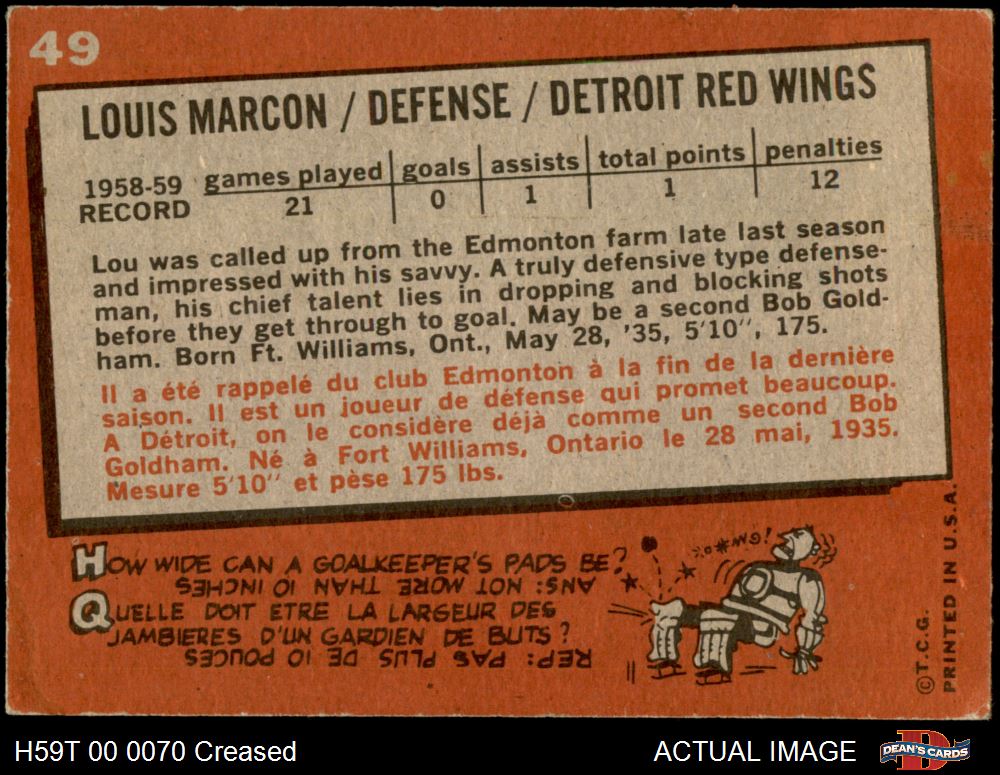 49
LOUIS MARCON / DEFENSE / DETROIT RED WINGS
games played goals assists total points penalties
1958-59 RECORD 21 0 1 1 12
Lou was called up from the Edmonton farm late last season
and impressed with his savvy. A truly defensive type defense-
man, his chief talent lies in dropping and blocking shots
before they get through to goal. May be a second Bob Gold-
ham. Born Ft. Williams, Ont., May 28, '35, 5'10", 175.
Il a été rappelé du club Edmonton à la fin de la dernière
saison. Il est un joueur de défense qui promet beaucoup.
A Détroit, on le considère déjà comme un second Bob
Goldham. Né à Fort Williams, Ontario le 28 mai, 1935.
Mesure 5'10" et pèse 175 lbs.
HOW WIDE CAN A GOALKEEPER'S PADS BE?
ANS: NOT MORE THAN 10 INCHES
QUELLE DOIT ETRE LA LARGEUR DES
JAMBIERES D'UN GARDIEN DE BUTS?
REP: PAS PLUS DE 10 POUCES
©T.C.G.
PRINTED IN U.S.A.
H59T 00 0070 Creased
ACTUAL IMAGE
DEAN'S CARDS